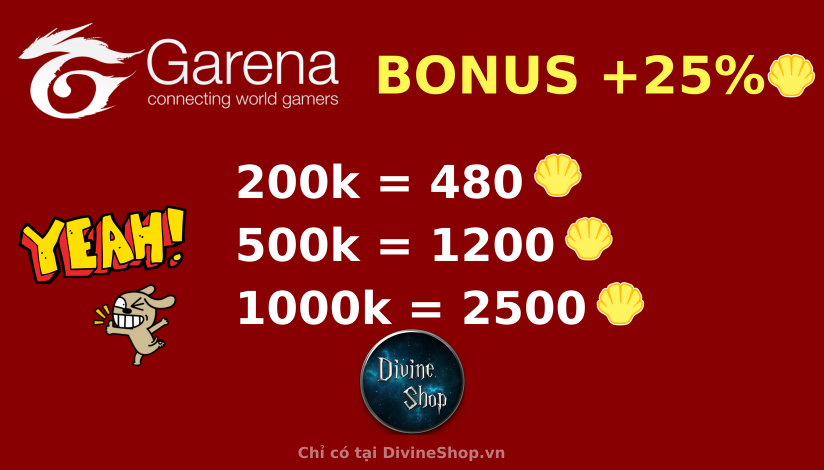 Garena
connecting world gamers
BONUS +25%
200k = 480
500k = 1200
1000k = 2500
YEAH!
Divine
Shop
Chỉ có tại DivineShop.vn